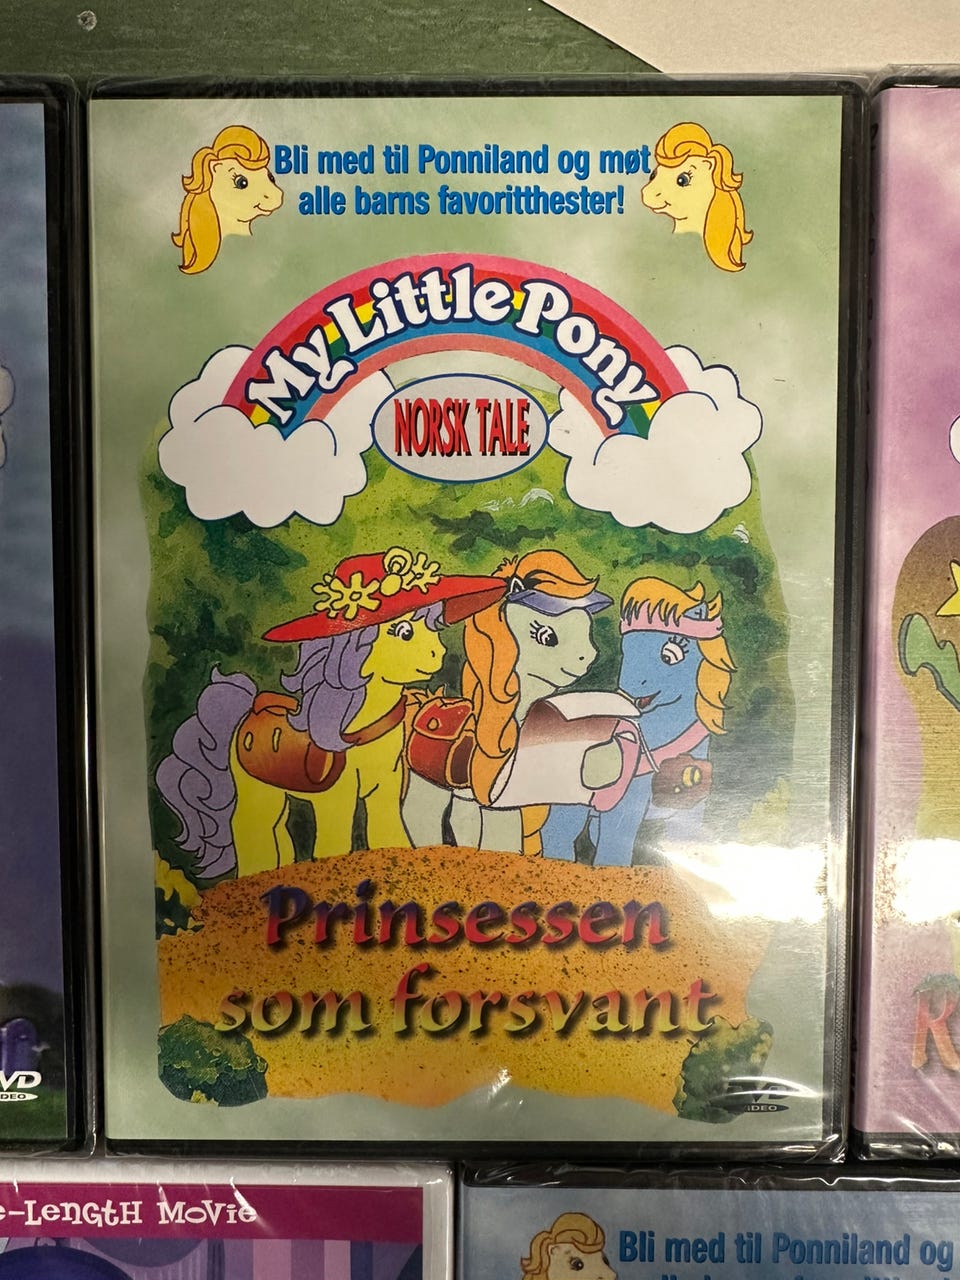 Bli med til Ponniland og møt
alle barns favoritthester!
My Little Pony
NORSK TALE
Prinsessen
som forsvant
DVD
VIDEO
e-Length Movie
Bli med til Ponniland og